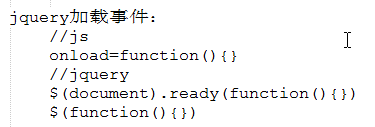 jquery加载事件:
//js
onload=function(){}
//jquery
$(document).ready(function(){})
$(function(){})